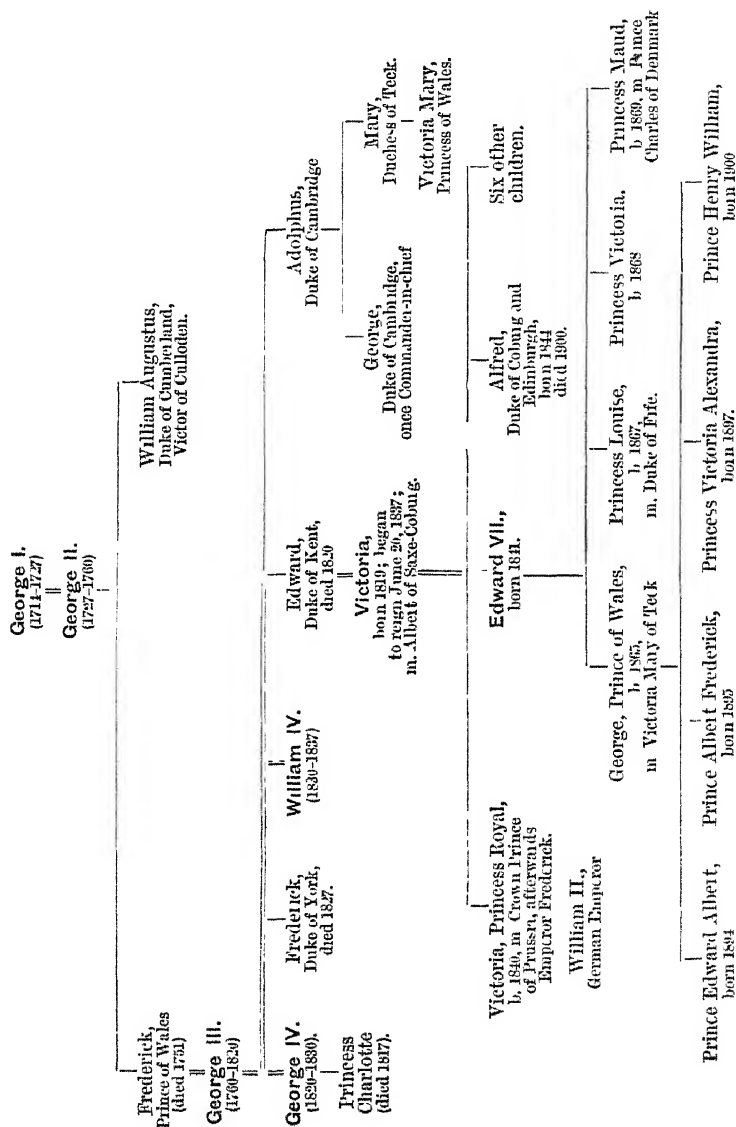 George I.
(1714–1727)
George II.
(1727–1760)
Frederick,
Prince of Wales
(died 1751)
William Augustus,
Duke of Cumberland,
Victor of Culloden.
George III.
(1760–1820)
George IV.
(1820–1830).
Frederick,
Duke of York,
died 1827.
William IV.
(1830–1837)
Edward,
Duke of Kent,
died 1820
Adolphus,
Duke of Cambridge
Princess
Charlotte
(died 1817).
Victoria,
born 1819; began
to reign June 20, 1837;
m. Albert of Saxe-Coburg.
George,
Duke of Cambridge,
once Commander-in-chief
Mary,
Duchess of Teck.
Victoria Mary,
Princess of Wales.
Victoria, Princess Royal,
b. 1840, m Crown Prince
of Prussia, afterwards
Emperor Frederick.
Edward VII.,
born 1841.
Alfred,
Duke of Coburg and
Edinburgh,
born 1844
died 1900.
Six other
children.
William II.,
German Emperor
George, Prince of Wales,
b. 1865,
m Victoria Mary of Teck
Princess Louise,
b 1867,
m. Duke of Fife.
Princess Victoria.
b 1868
Princess Maud,
b 1869, m Prince
Charles of Denmark
Prince Edward Albert,
born 1894
Prince Albert Frederick,
born 1895
Princess Victoria Alexandra,
born 1897.
Prince Henry William,
born 1900